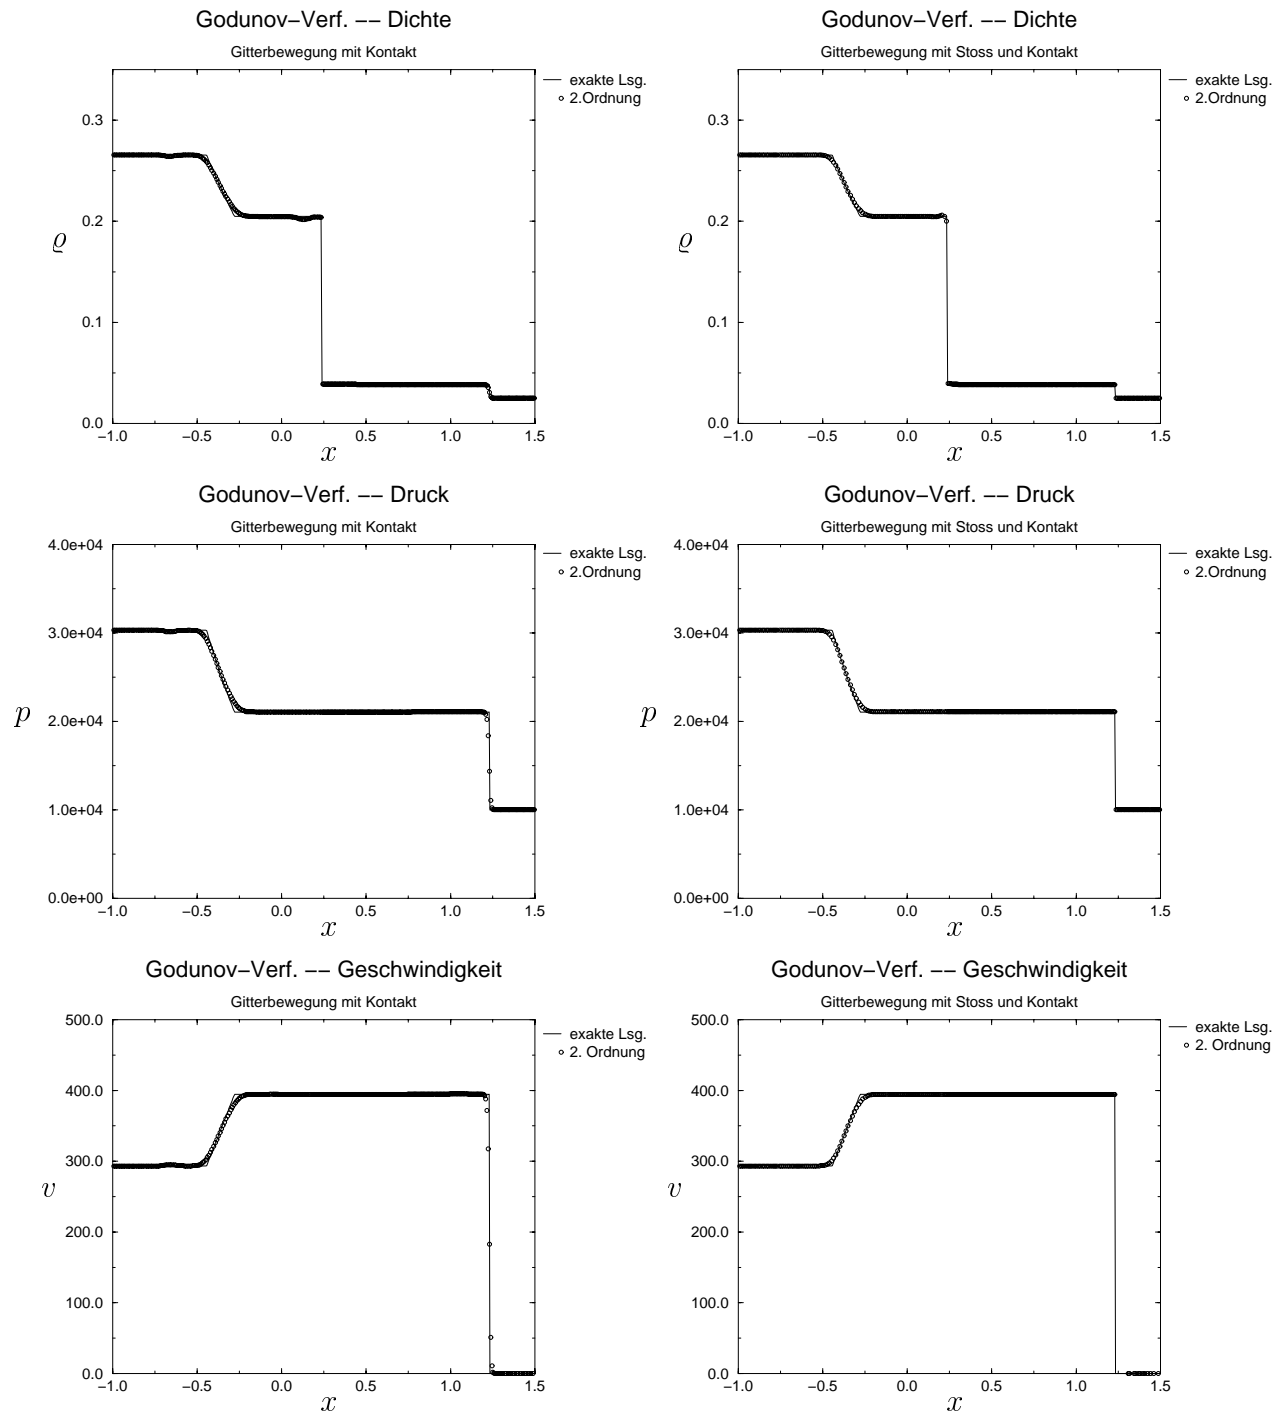 Godunov–Verf. –– Dichte
Gitterbewegung mit Kontakt
exakte Lsg.
2.Ordnung
0.3
0.2
0.1
0.0
ϱ
−1.0 −0.5 0.0 0.5 1.0 1.5
x
Godunov–Verf. –– Dichte
Gitterbewegung mit Stoss und Kontakt
exakte Lsg.
2.Ordnung
0.3
0.2
0.1
0.0
ϱ
−1.0 −0.5 0.0 0.5 1.0 1.5
x
Godunov–Verf. –– Druck
Gitterbewegung mit Kontakt
exakte Lsg.
2.Ordnung
4.0e+04
3.0e+04
2.0e+04
1.0e+04
0.0e+00
p
−1.0 −0.5 0.0 0.5 1.0 1.5
x
Godunov–Verf. –– Druck
Gitterbewegung mit Stoss und Kontakt
exakte Lsg.
2.Ordnung
4.0e+04
3.0e+04
2.0e+04
1.0e+04
0.0e+00
p
−1.0 −0.5 0.0 0.5 1.0 1.5
x
Godunov–Verf. –– Geschwindigkeit
Gitterbewegung mit Kontakt
exakte Lsg.
2. Ordnung
500.0
400.0
300.0
200.0
100.0
0.0
v
−1.0 −0.5 0.0 0.5 1.0 1.5
x
Godunov–Verf. –– Geschwindigkeit
Gitterbewegung mit Stoss und Kontakt
exakte Lsg.
2. Ordnung
500.0
400.0
300.0
200.0
100.0
0.0
v
−1.0 −0.5 0.0 0.5 1.0 1.5
x